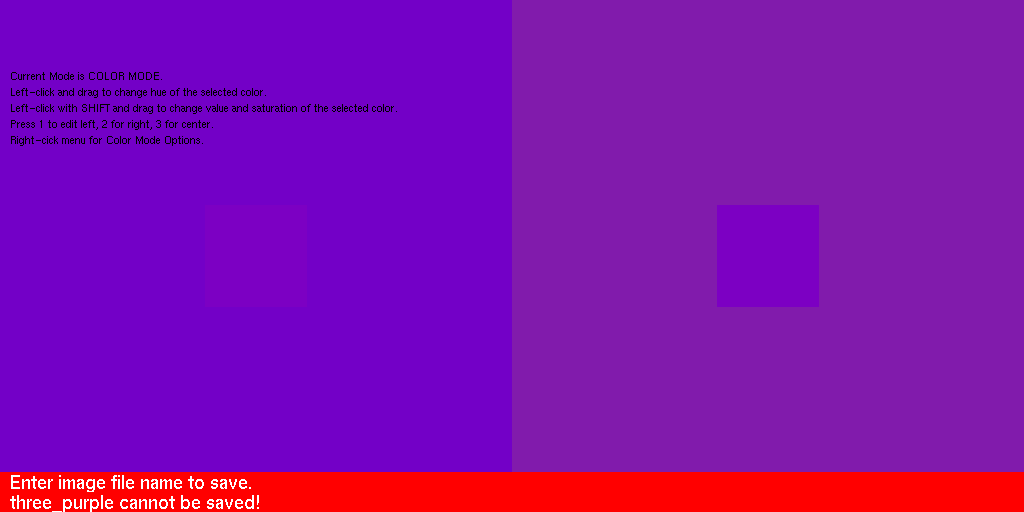 Current Mode is COLOR MODE.
Left-click and drag to change hue of the selected color.
Left-click with SHIFT and drag to change value and saturation of the selected color.
Press 1 to edit left, 2 for right, 3 for center.
Right-cick menu for Color Mode Options.
Enter image file name to save.
three_purple cannot be saved!